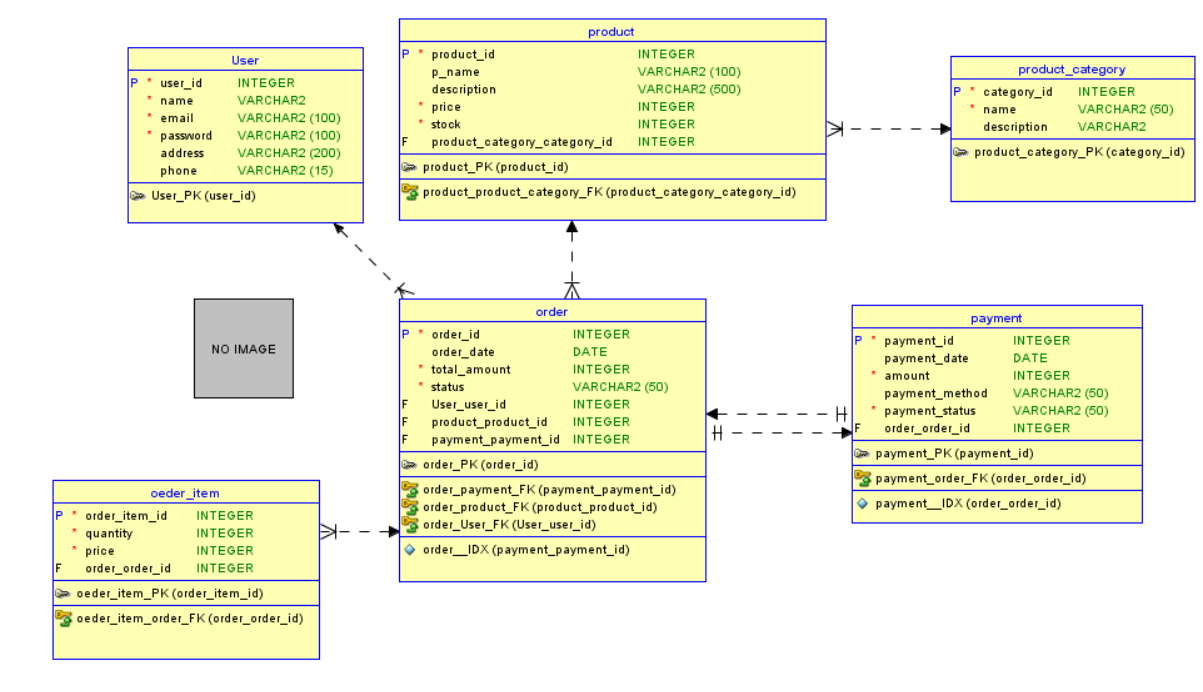 User
P * user_id INTEGER
* name VARCHAR2
* email VARCHAR2 (100)
* password VARCHAR2 (100)
address VARCHAR2 (200)
phone VARCHAR2 (15)
User_PK (user_id)
product
P * product_id INTEGER
p_name VARCHAR2 (100)
description VARCHAR2 (500)
* price INTEGER
* stock INTEGER
F product_category_category_id INTEGER
product_PK (product_id)
product_product_category_FK (product_category_category_id)
product_category
P * category_id INTEGER
* name VARCHAR2 (50)
description VARCHAR2
product_category_PK (category_id)
NO IMAGE
order
P * order_id INTEGER
order_date DATE
* total_amount INTEGER
* status VARCHAR2 (50)
F User_user_id INTEGER
F product_product_id INTEGER
F payment_payment_id INTEGER
order_PK (order_id)
order_payment_FK (payment_payment_id)
order_product_FK (product_product_id)
order_User_FK (User_user_id)
order__IDX (payment_payment_id)
payment
P * payment_id INTEGER
payment_date DATE
* amount INTEGER
payment_method VARCHAR2 (50)
* payment_status VARCHAR2 (50)
F order_order_id INTEGER
payment_PK (payment_id)
payment_order_FK (order_order_id)
payment__IDX (order_order_id)
oeder_item
P * order_item_id INTEGER
* quantity INTEGER
* price INTEGER
F order_order_id INTEGER
oeder_item_PK (order_item_id)
oeder_item_order_FK (order_order_id)